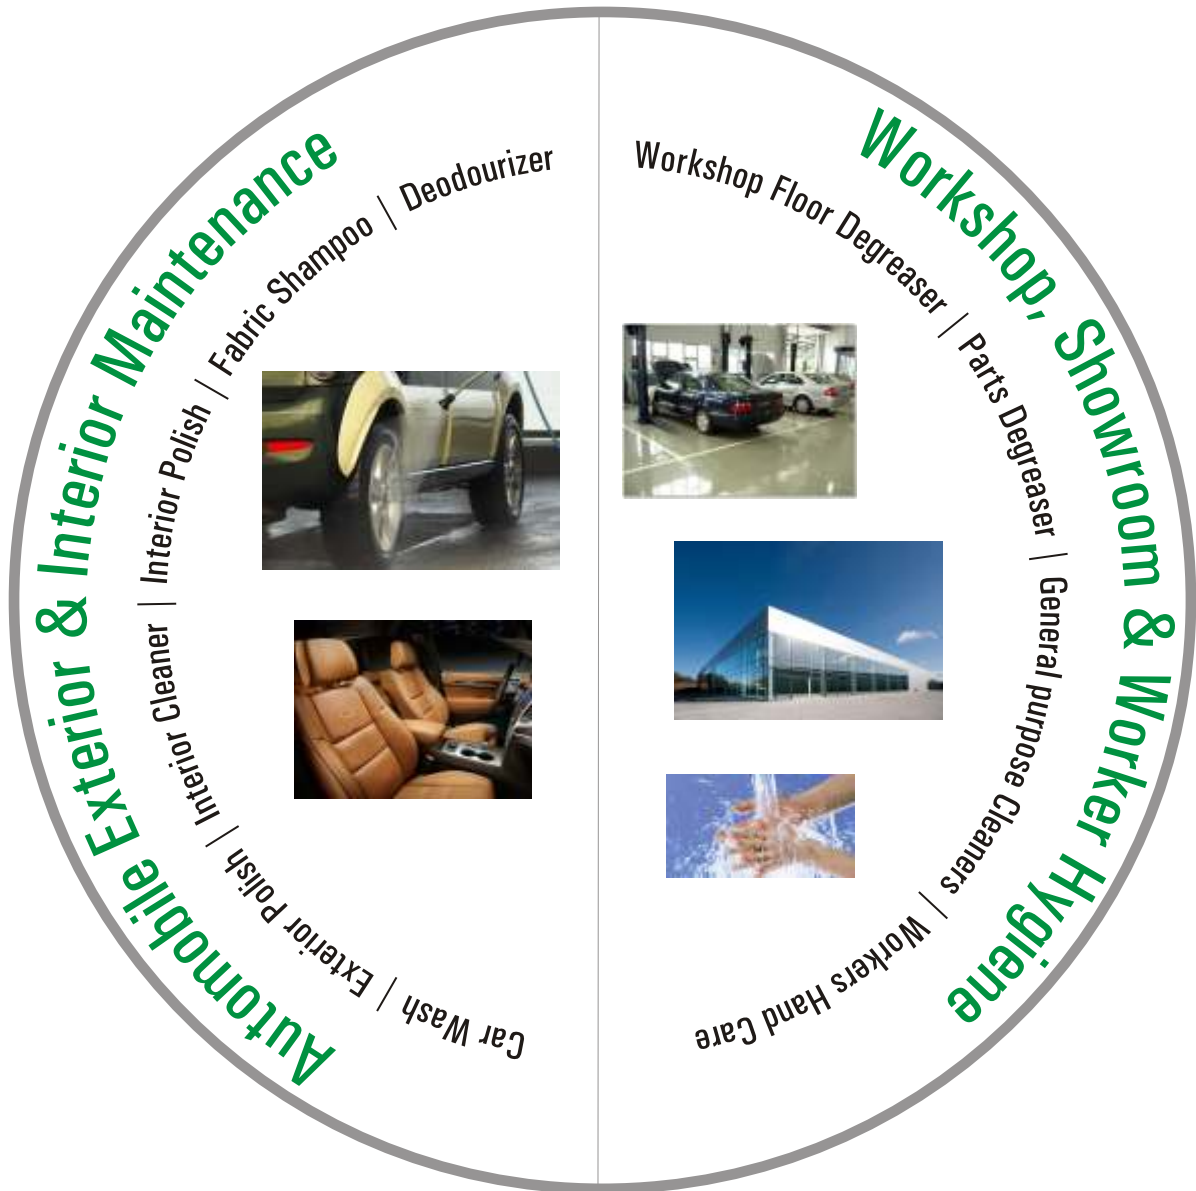 Automobile Exterior & Interior Maintenance
Car Wash | Exterior Polish | Interior Cleaner | Interior Polish | Fabric Shampoo | Deodourizer
Workshop, Showroom & Worker Hygiene
Workshop Floor Degreaser | Parts Degreaser | General purpose Cleaners | Workers Hand Care